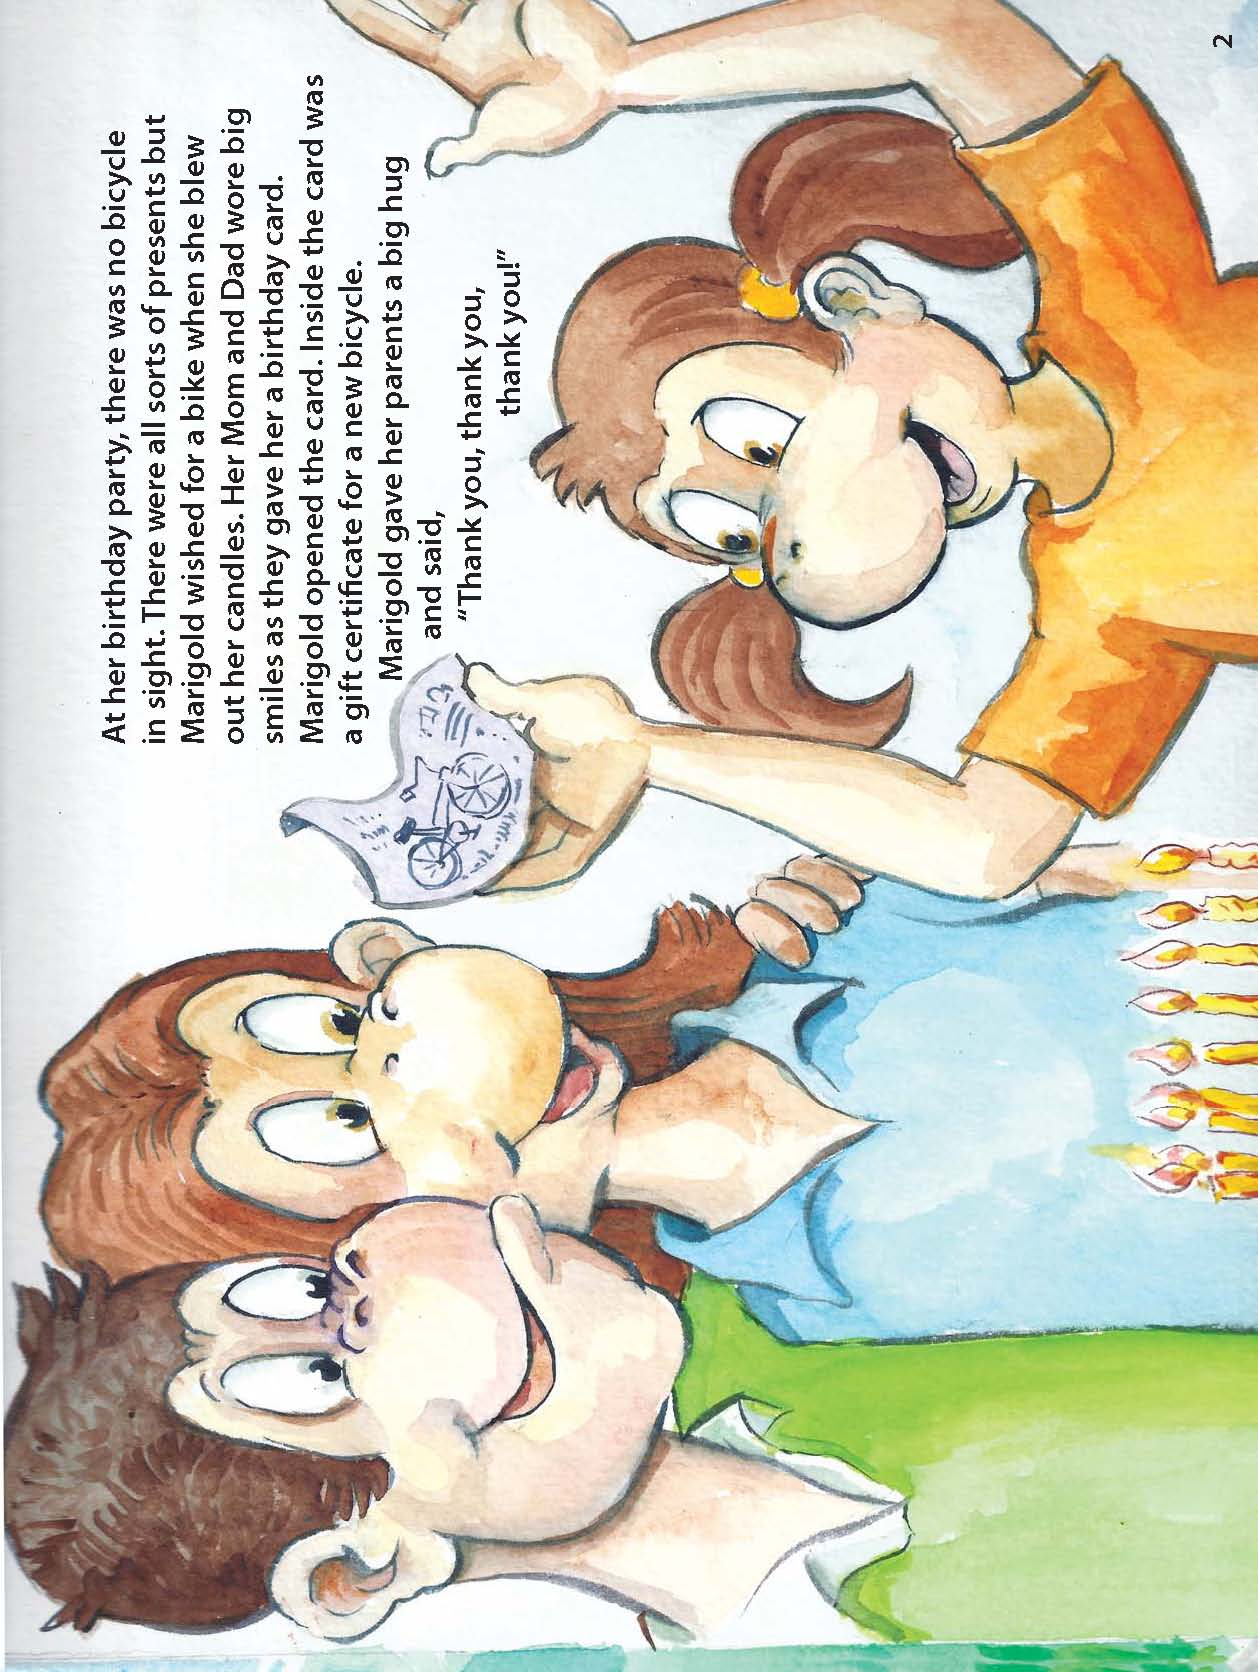 At her birthday party, there was no bicycle
in sight. There were all sorts of presents but
Marigold wished for a bike when she blew
out her candles. Her Mom and Dad wore big
smiles as they gave her a birthday card.
Marigold opened the card. Inside the card was
a gift certificate for a new bicycle.
Marigold gave her parents a big hug
and said,
“Thank you, thank you,
thank you!”
2